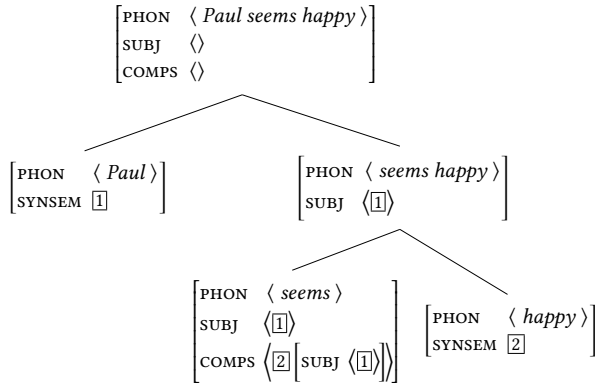 PHON ⟨ Paul seems happy ⟩
SUBJ ⟨⟩
COMPS ⟨⟩
PHON ⟨ Paul ⟩
SYNSEM 1
PHON ⟨ seems happy ⟩
SUBJ ⟨1⟩
PHON ⟨ seems ⟩
SUBJ ⟨1⟩
COMPS ⟨2[SUBJ ⟨1⟩]⟩
PHON ⟨ happy ⟩
SYNSEM 2